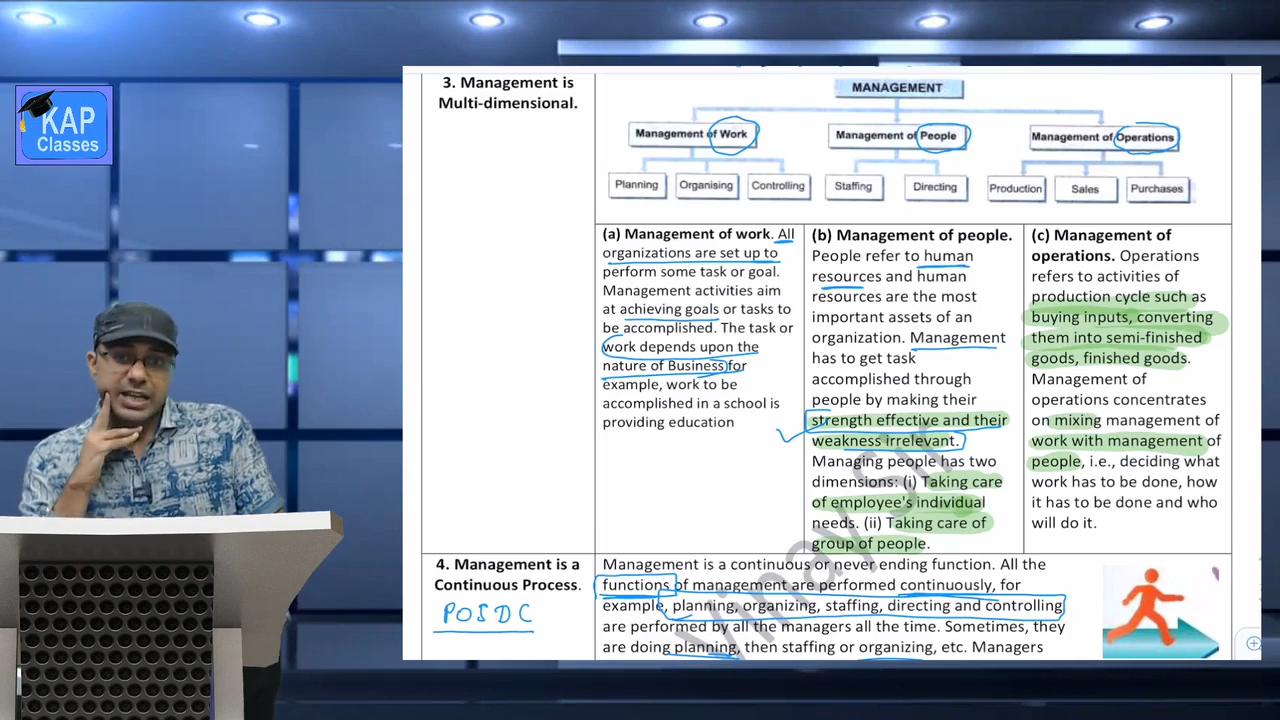 KAP
Classes
3. Management is
Multi-dimensional.
MANAGEMENT
Management of Work
Management of People
Management of Operations
Planning
Organising
Controlling
Staffing
Directing
Production
Sales
Purchases
(a) Management of work. All
organizations are set up to
perform some task or goal.
Management activities aim
at achieving goals or tasks to
be accomplished. The task or
work depends upon the
nature of Business for
example, work to be
accomplished in a school is
providing education
(b) Management of people.
People refer to human
resources and human
resources are the most
important assets of an
organization. Management
has to get task
accomplished through
people by making their
strength effective and their
weakness irrelevant.
Managing people has two
dimensions: (i) Taking care
of employee's individual
needs. (ii) Taking care of
group of people.
(c) Management of
operations. Operations
refers to activities of
production cycle such as
buying inputs, converting
them into semi-finished
goods, finished goods.
Management of
operations concentrates
on mixing management of
work with management of
people, i.e., deciding what
work has to be done, how
it has to be done and who
will do it.
4. Management is a
Continuous Process.
POSDC
Management is a continuous or never ending function. All the
functions of management are performed continuously, for
example, planning, organizing, staffing, directing and controlling
are performed by all the managers all the time. Sometimes, they
are doing planning, then staffing or organizing, etc. Managers
Vinay Sir